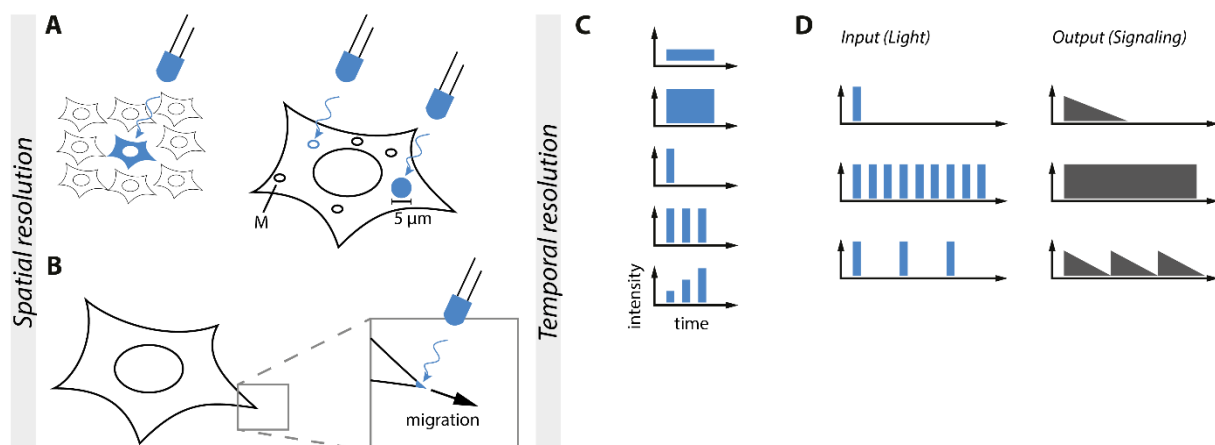 Spatial resolution
A
M
5 µm
B
migration
Temporal resolution
C
intensity
time
D
Input (Light)
Output (Signaling)